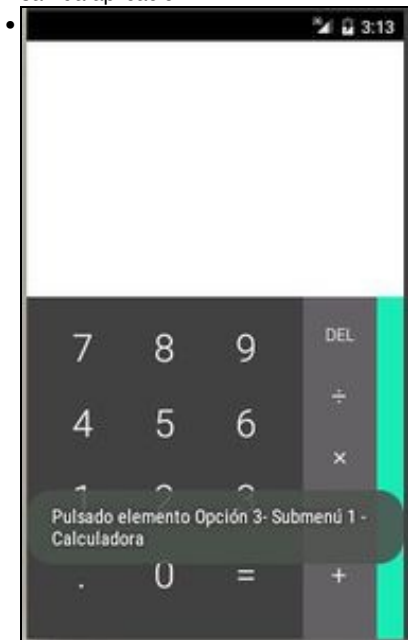 3:13
7 8 9 DEL
÷
4 5 6
×
Pulsado elemento Opción 3- Submenú 1 -
Calculadora
. 0 = +